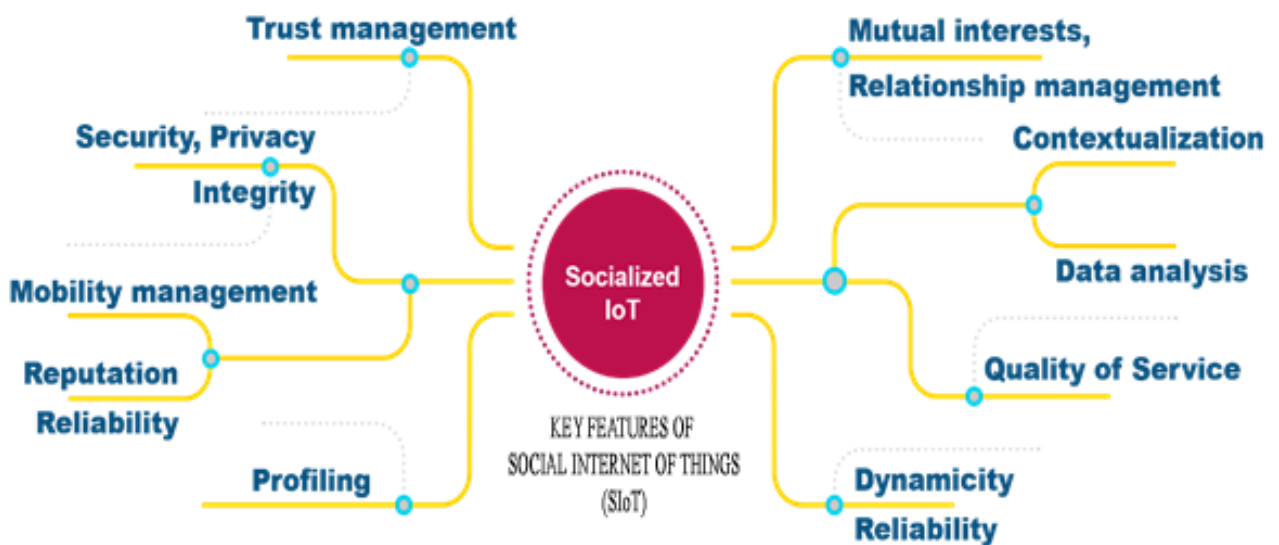 Trust management
Security, Privacy
Integrity
Mobility management
Reputation
Reliability
Profiling
Socialized
IoT
KEY FEATURES OF
SOCIAL INTERNET OF THINGS
(SIoT)
Mutual interests,
Relationship management
Contextualization
Data analysis
Quality of Service
Dynamicity
Reliability